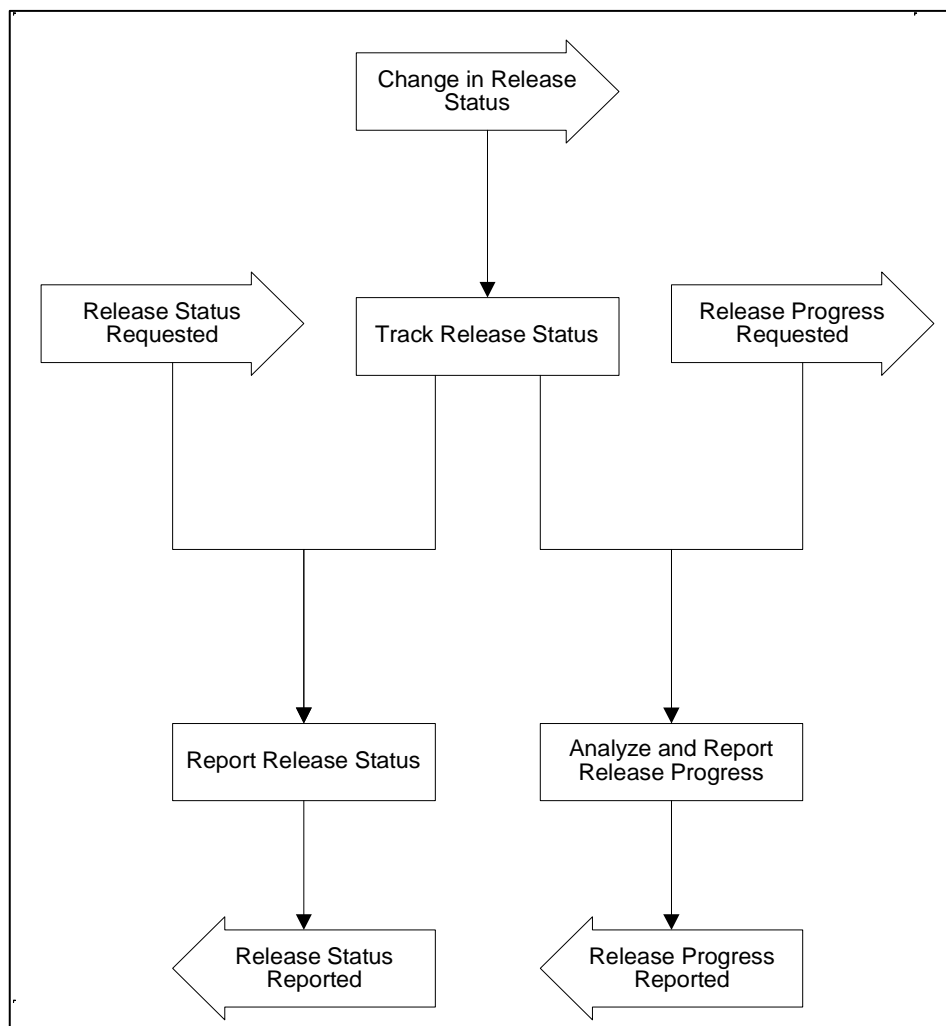 Change in Release
Status
Release Status
Requested
Track Release Status
Release Progress
Requested
Report Release Status
Analyze and Report
Release Progress
Release Status
Reported
Release Progress
Reported